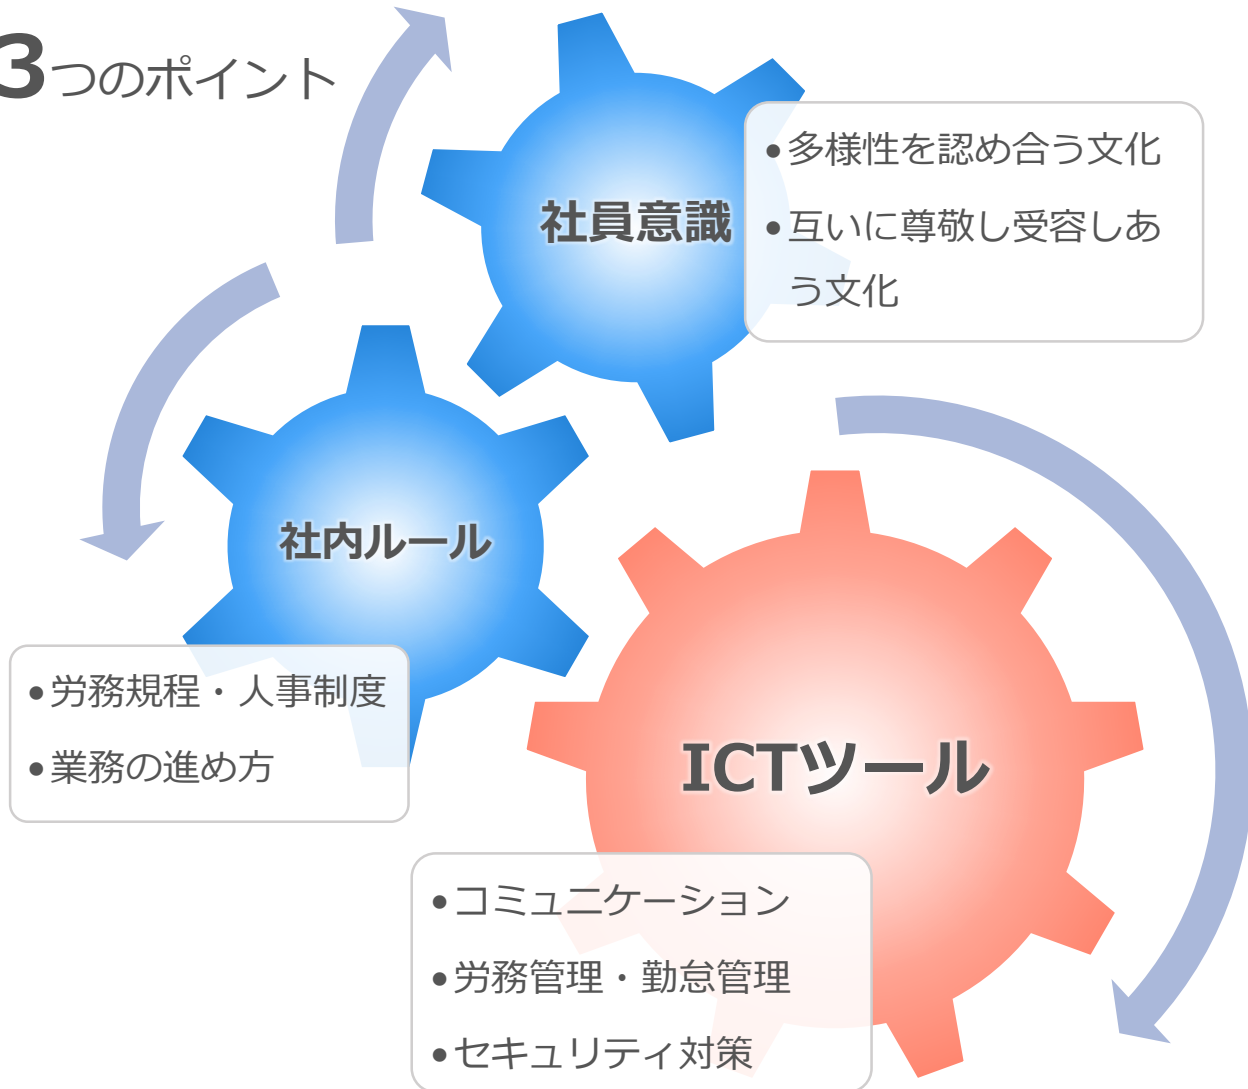 3つのポイント
社員意識
•多様性を認め合う文化
•互いに尊敬し受容しあ
う文化
社内ルール
•労務規程・人事制度
•業務の進め方
ICTツール
•コミュニケーション
•労務管理・勤怠管理
•セキュリティ対策